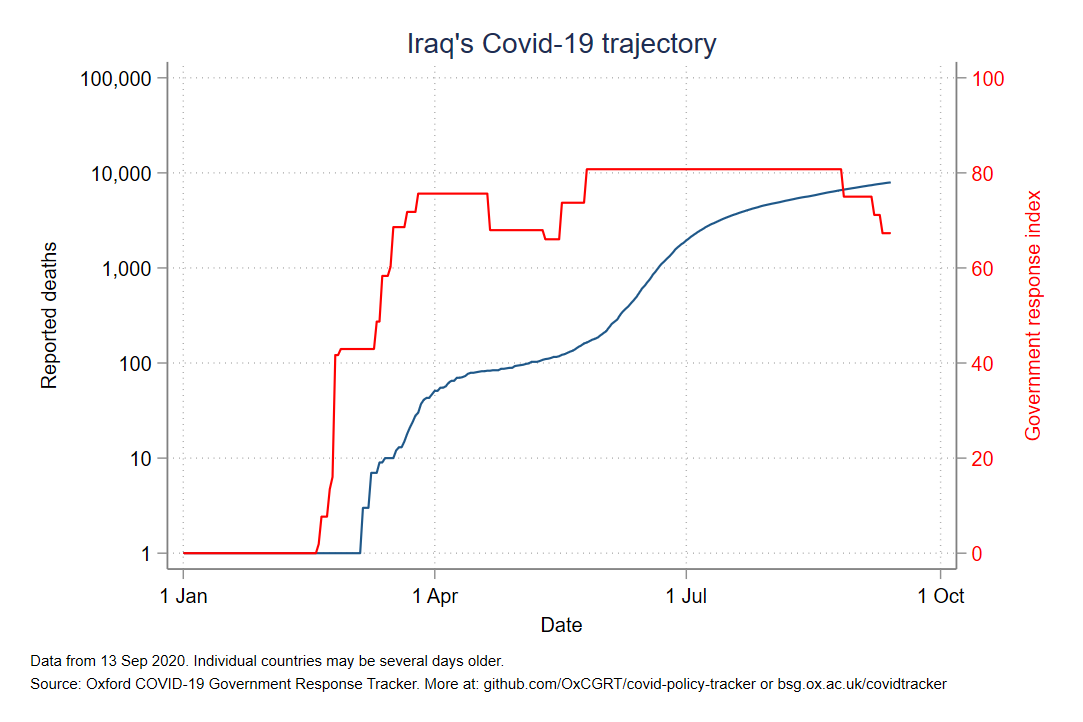 Iraq's Covid-19 trajectory
100,000
10,000
1,000
100
10
1
Reported deaths
100
80
60
40
20
0
Government response index
1 Jan
1 Apr
1 Jul
1 Oct
Date
Data from 13 Sep 2020. Individual countries may be several days older.
Source: Oxford COVID-19 Government Response Tracker. More at: github.com/OxCGRT/covid-policy-tracker or bsg.ox.ac.uk/covidtracker